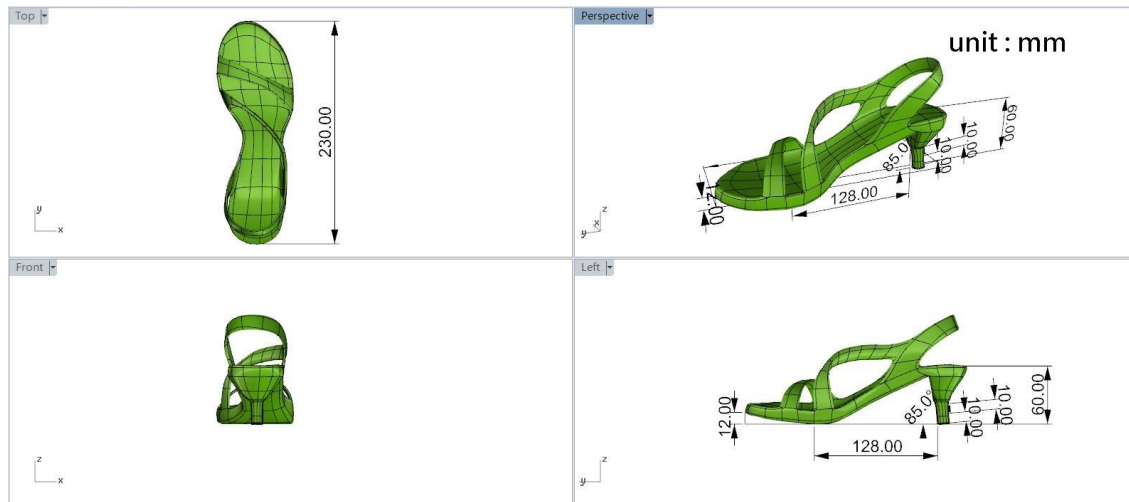 Top
y
x
230.00
Perspective
unit : mm
60.00
10.00
10.00
85.0
128.00
12.00
z
x
y
Front
z
x
Left
12.00
85.0°
10.00
10.00
60.00
128.00
z
y